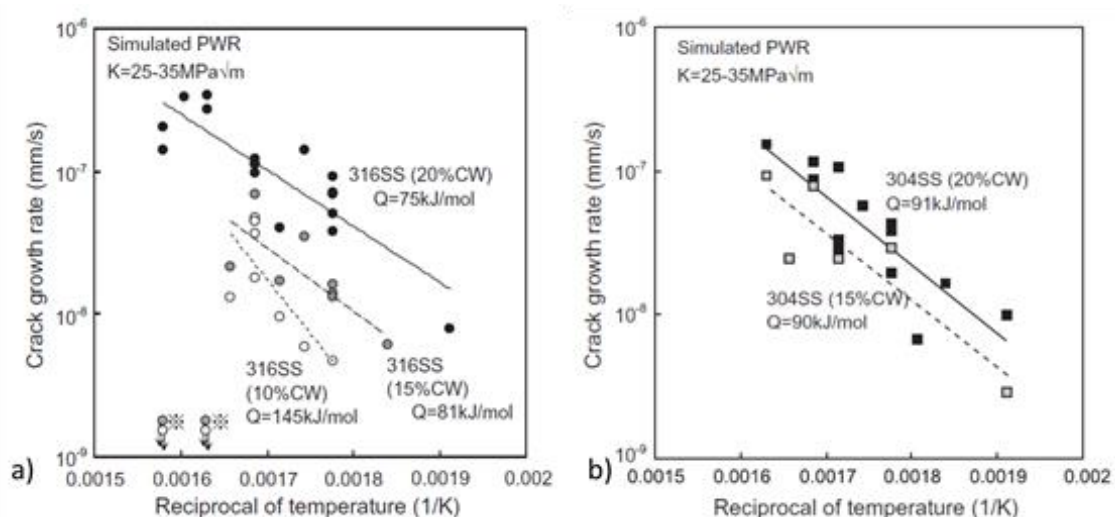 10⁻⁶
Simulated PWR
K=25-35MPa√m
10⁻⁷
316SS (20%CW)
Q=75kJ/mol
10⁻⁸
316SS
(10%CW)
Q=145kJ/mol
316SS
(15%CW)
Q=81kJ/mol
※
※
10⁻⁹
Crack growth rate (mm/s)
a)
0.0015 0.0016 0.0017 0.0018 0.0019 0.002
Reciprocal of temperature (1/K)
10⁻⁶
Simulated PWR
K=25-35MPa√m
10⁻⁷
304SS (20%CW)
Q=91kJ/mol
10⁻⁸
304SS (15%CW)
Q=90kJ/mol
10⁻⁹
Crack growth rate (mm/s)
b)
0.0015 0.0016 0.0017 0.0018 0.0019 0.002
Reciprocal of temperature (1/K)